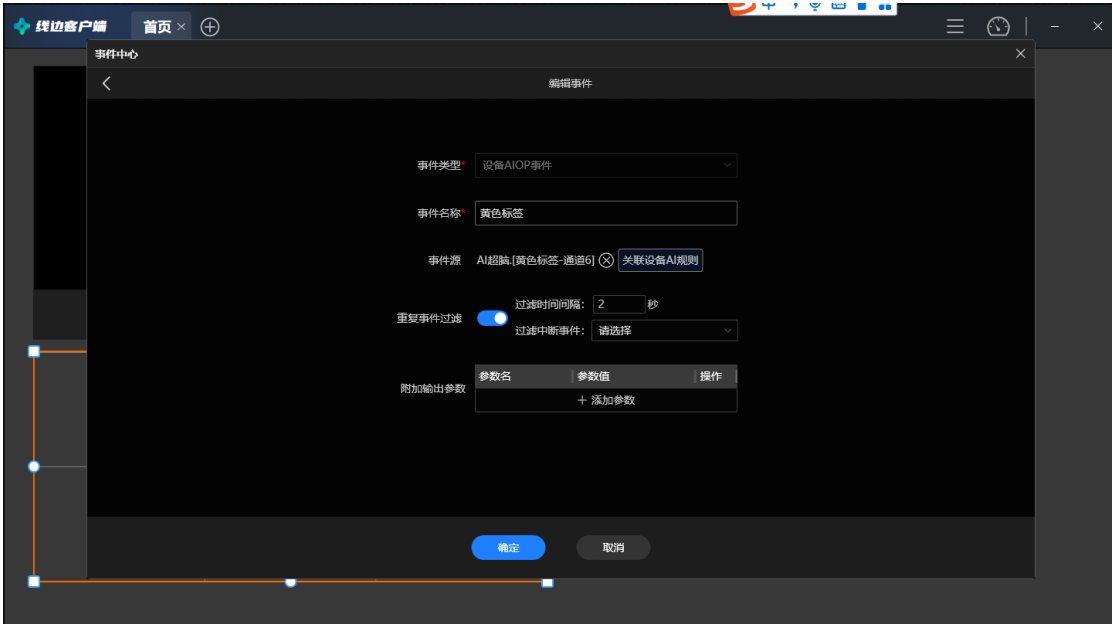 线边客户端 首页
事件中心
编辑事件
事件类型* 设备AIOP事件
事件名称* 黄色标签
事件源 AI超脑.[黄色标签-通道6] 关联设备AI规则
过滤时间间隔： 2 秒
重复事件过滤
过滤中断事件： 请选择
参数名 参数值 操作
附加输出参数
+ 添加参数
确定 取消